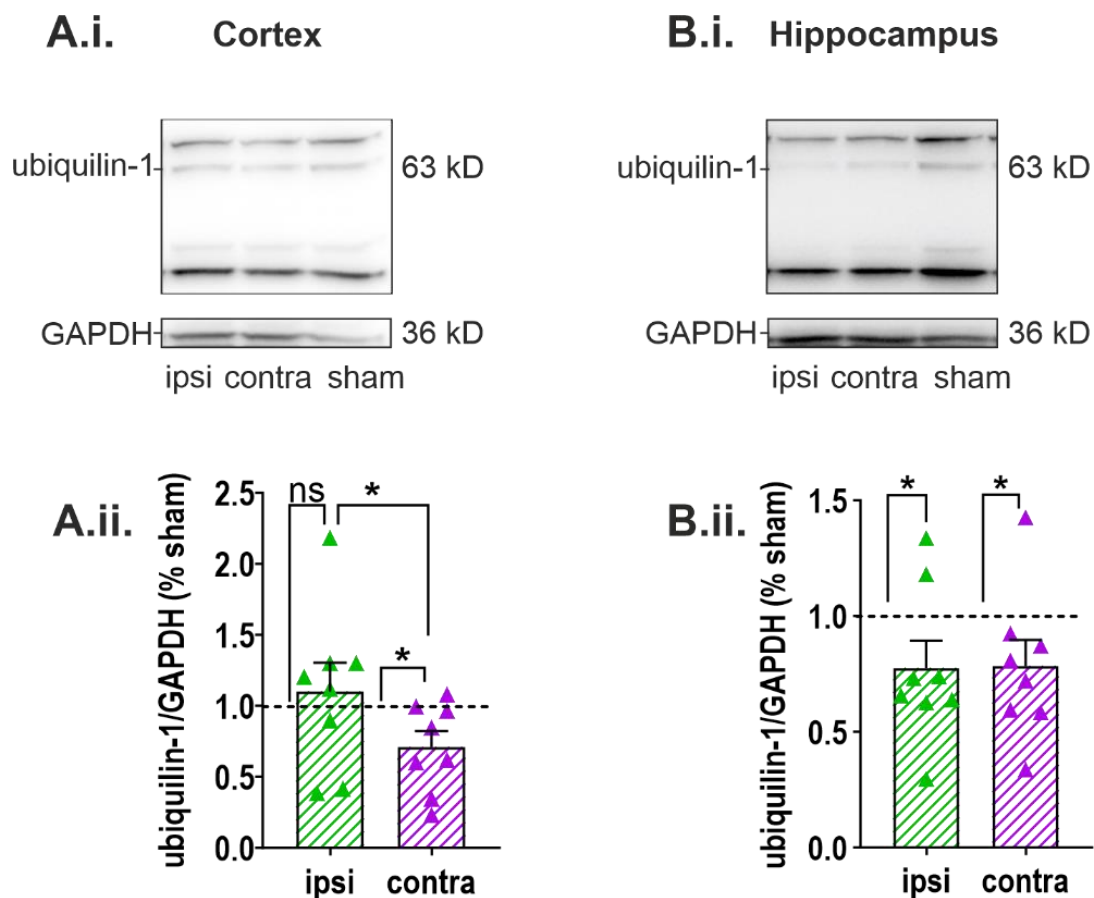 A.i. Cortex
ubiquilin-1 63 kD
GAPDH 36 kD
ipsi contra sham
B.i. Hippocampus
ubiquilin-1 63 kD
GAPDH 36 kD
ipsi contra sham
A.ii.
ubiquilin-1/GAPDH (% sham)
2.5
2.0
1.5
1.0
0.5
0.0
ns *
*
ipsi contra
B.ii.
ubiquilin-1/GAPDH (% sham)
1.5
1.0
0.5
0.0
* *
ipsi contra